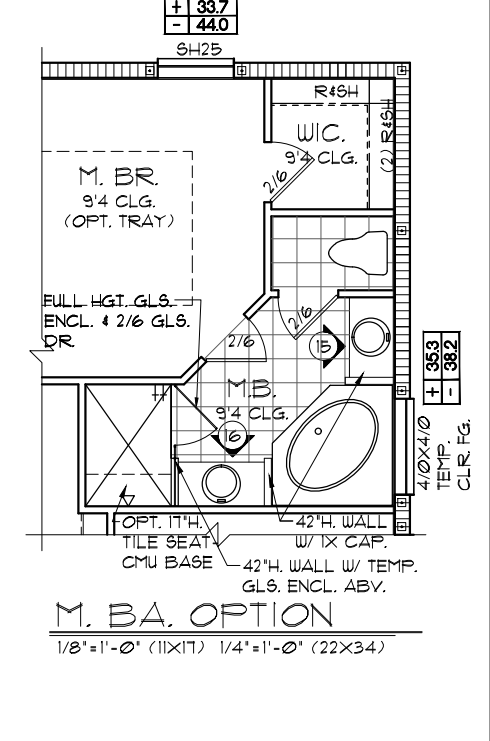 + 33.7
- 44.0
SH25
R&SH
W.I.C.
9'4 CLG.
(2) R&SH
2/6
M. BR.
9'4 CLG.
(OPT. TRAY)
FULL HGT. GLS.
ENCL. & 2/6 GLS.
DR.
2/6
2/6
15
M.B.
9'4 CLG.
16
+ 35.3
- 38.2
4/0X4/0
TEMP.
CLR. FG.
OPT. 17"H.
TILE SEAT-
CMU BASE
42"H. WALL
W/ 1X CAP.
42"H. WALL W/ TEMP.
GLS. ENCL. ABV.
M. BA. OPTION
1/8"=1'-0" (11X17) 1/4"=1'-0" (22X34)